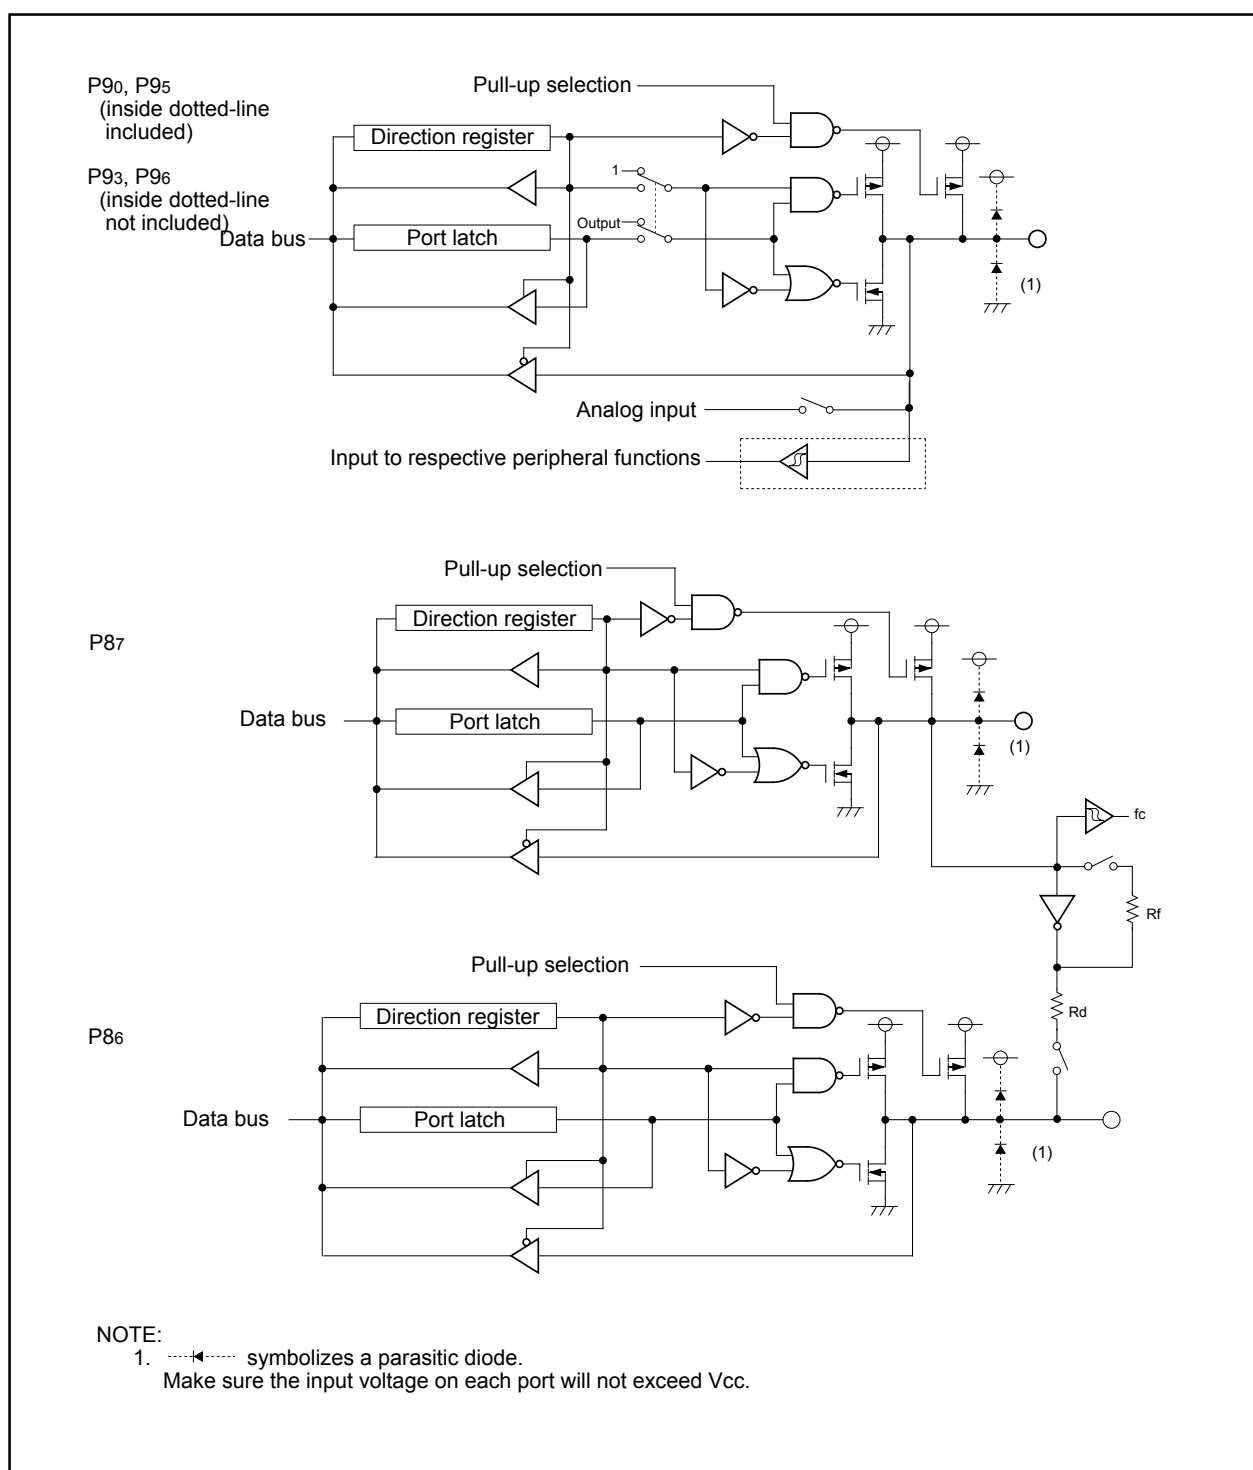 P90, P95
(inside dotted-line
included)
Pull-up selection
Direction register
P93, P96
(inside dotted-line
not included)
1
Output
Data bus
Port latch
(1)
Analog input
Input to respective peripheral functions
Pull-up selection
Direction register
P87
Data bus
Port latch
(1)
fc
Rf
Pull-up selection
Direction register
Rd
P86
Data bus
Port latch
(1)
NOTE:
1. symbolizes a parasitic diode.
Make sure the input voltage on each port will not exceed Vcc.